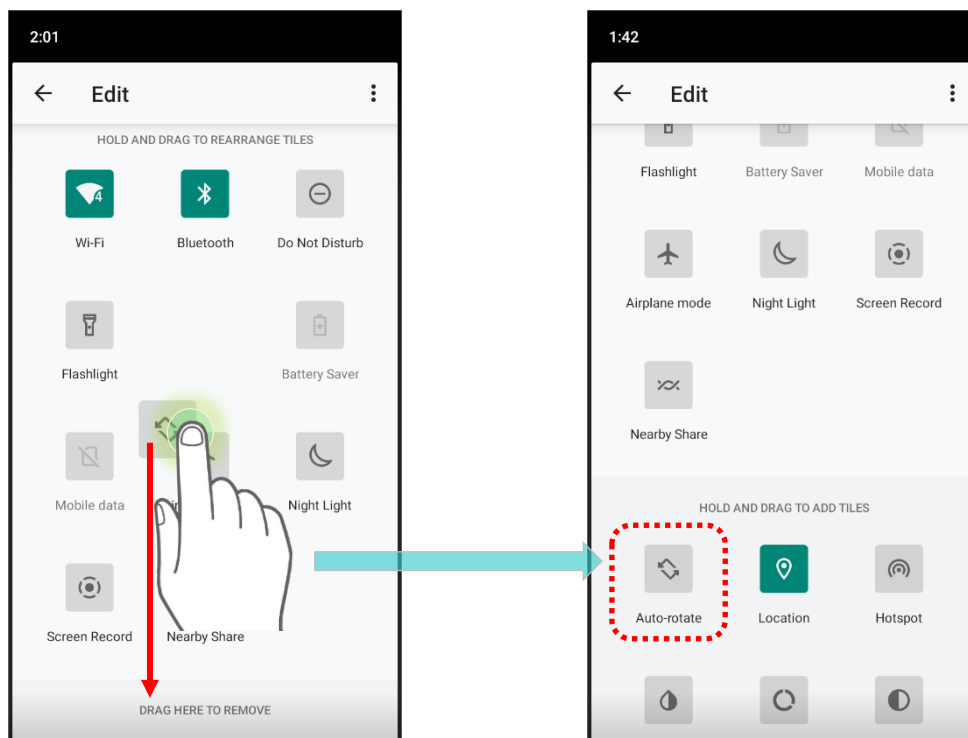 2:01
Edit
HOLD AND DRAG TO REARRANGE TILES
4
Wi-Fi
Bluetooth
Do Not Disturb
Flashlight
Battery Saver
Mobile data
Night Light
Screen Record
Nearby Share
DRAG HERE TO REMOVE
1:42
Edit
Flashlight
Battery Saver
Mobile data
Airplane mode
Night Light
Screen Record
Nearby Share
HOLD AND DRAG TO ADD TILES
Auto-rotate
Location
Hotspot